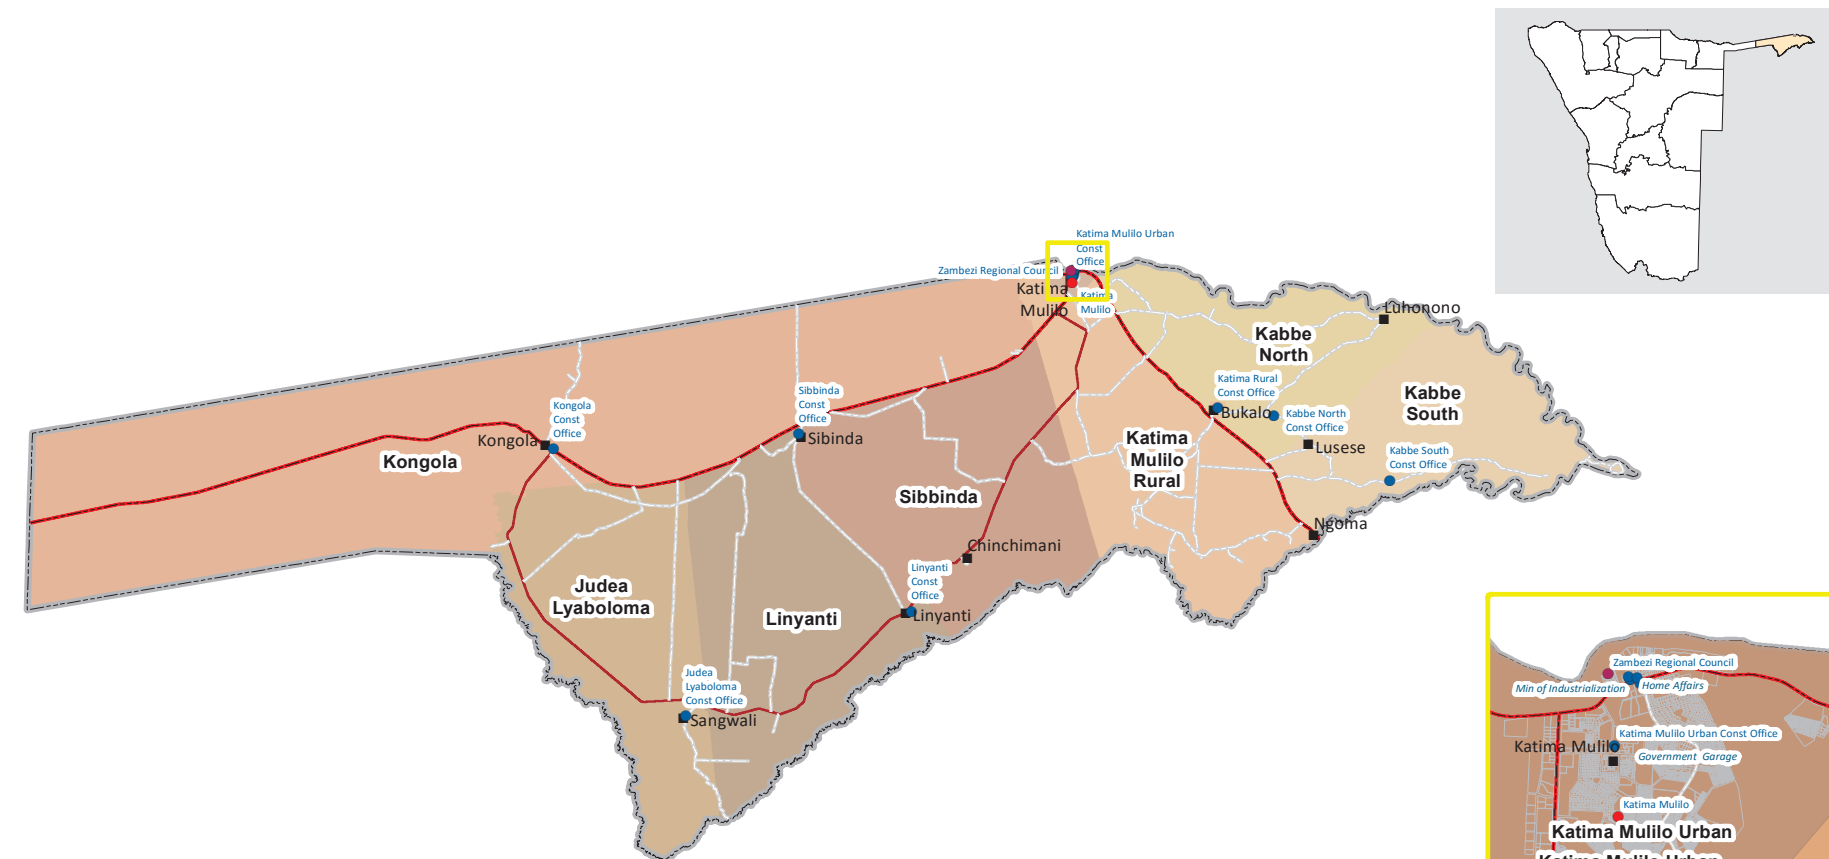 Katima Mulilo Urban
Const
Office
Zambezi Regional Council
Katima
Mulilo
Katima
Mulilo
Luhonono
Kabbe
North
Katima Rural
Const Office
Bukalo
Kabbe North
Const Office
Kabbe
South
Lusese
Kabbe South
Const Office
Katima
Mulilo
Rural
Ngoma
Sibbinda
Const
Office
Sibinda
Kongola
Const
Office
Kongola
Kongola
Sibbinda
Chinchimani
Linyanti
Const
Office
Linyanti
Linyanti
Judea
Lyaboloma
Judea
Lyaboloma
Const Office
Sangwali
Zambezi Regional Council
Min of Industrialization
Home Affairs
Katima Mulilo Urban Const Office
Katima Mulilo
Government Garage
Katima Mulilo
Katima Mulilo Urban
Katima Mulilo Urban